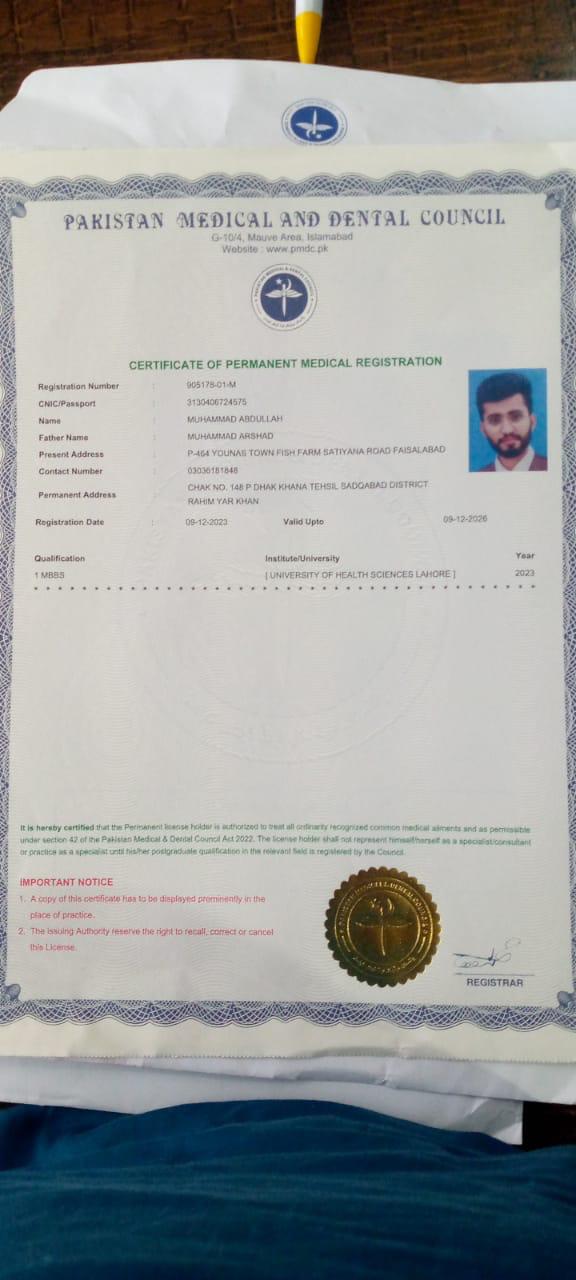 PAKISTAN MEDICAL AND DENTAL COUNCIL
G-10/4, Mauve Area, Islamabad
Website : www.pmdc.pk
CERTIFICATE OF PERMANENT MEDICAL REGISTRATION
Registration Number : 905178-01-M
CNIC/Passport : 3130406724575
Name : MUHAMMAD ABDULLAH
Father Name : MUHAMMAD ARSHAD
Present Address : P-464 YOUNAS TOWN FISH FARM SATIYANA ROAD FAISALABAD
Contact Number : 03036181848
Permanent Address : CHAK NO. 148 P DHAK KHANA TEHSIL SADQABAD DISTRICT
RAHIM YAR KHAN
Registration Date : 09-12-2023 Valid Upto 09-12-2026
Qualification Institute/University Year
1 MBBS [ UNIVERSITY OF HEALTH SCIENCES LAHORE ] 2023
It is hereby certified that the Permanent license holder is authorized to treat all ordinarily recognized common medical ailments and as permissible
under section 42 of the Pakistan Medical & Dental Council Act 2022. The license holder shall not represent himself/herself as a specialist/consultant
or practice as a specialist until his/her postgraduate qualification in the relevant field is registered by the Council.
IMPORTANT NOTICE
1. A copy of this certificate has to be displayed prominently in the
place of practice.
2. The Issuing Authority reserve the right to recall, correct or cancel
this License.
REGISTRAR